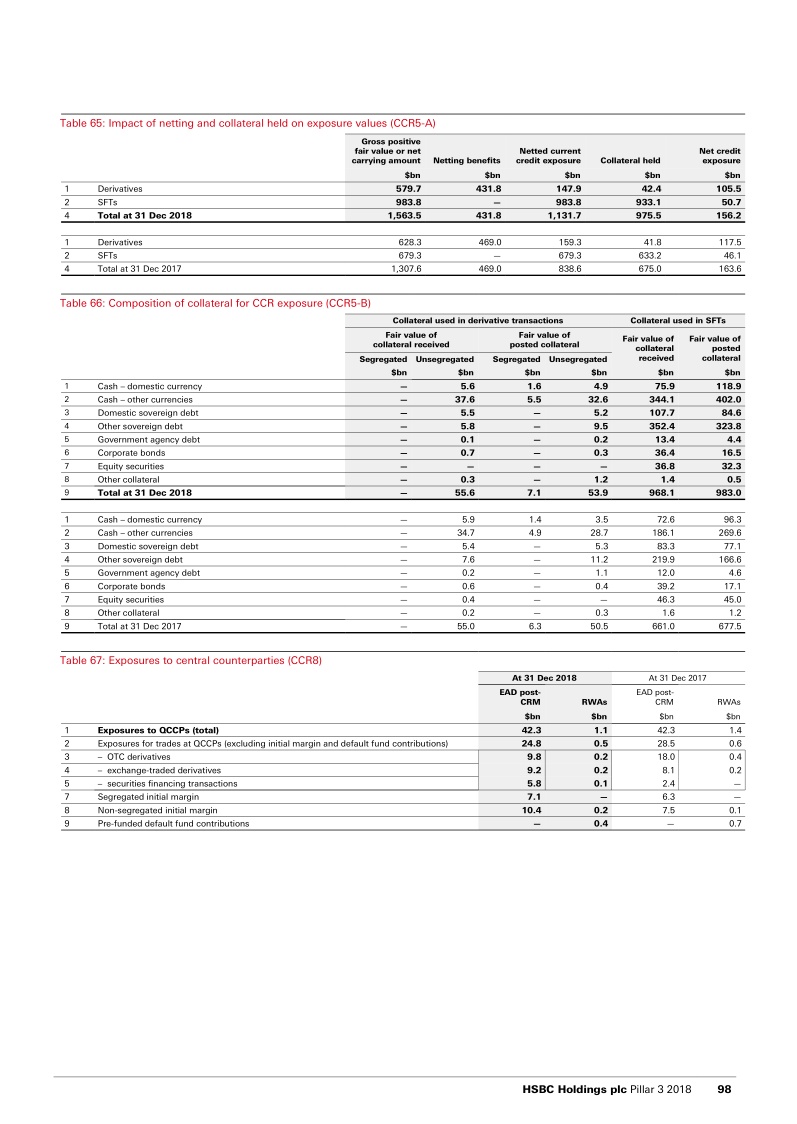 Table 65: Impact of netting and collateral held on exposure values (CCR5-A)
Gross positive fair value or net carrying amount Netting benefits Netted current credit exposure Collateral held Net credit exposure
$bn $bn $bn $bn $bn
1 Derivatives 579.7 431.8 147.9 42.4 105.5
2 SFTs 983.8 — 983.8 933.1 50.7
4 Total at 31 Dec 2018 1,563.5 431.8 1,131.7 975.5 156.2
1 Derivatives 628.3 469.0 159.3 41.8 117.5
2 SFTs 679.3 — 679.3 633.2 46.1
4 Total at 31 Dec 2017 1,307.6 469.0 838.6 675.0 163.6
Table 66: Composition of collateral for CCR exposure (CCR5-B)
Collateral used in derivative transactions Collateral used in SFTs
Fair value of collateral received Fair value of posted collateral Fair value of collateral received Fair value of posted collateral
Segregated Unsegregated Segregated Unsegregated
$bn $bn $bn $bn $bn $bn
1 Cash – domestic currency — 5.6 1.6 4.9 75.9 118.9
2 Cash – other currencies — 37.6 5.5 32.6 344.1 402.0
3 Domestic sovereign debt — 5.5 — 5.2 107.7 84.6
4 Other sovereign debt — 5.8 — 9.5 352.4 323.8
5 Government agency debt — 0.1 — 0.2 13.4 4.4
6 Corporate bonds — 0.7 — 0.3 36.4 16.5
7 Equity securities — — — — 36.8 32.3
8 Other collateral — 0.3 — 1.2 1.4 0.5
9 Total at 31 Dec 2018 — 55.6 7.1 53.9 968.1 983.0
1 Cash – domestic currency — 5.9 1.4 3.5 72.6 96.3
2 Cash – other currencies — 34.7 4.9 28.7 186.1 269.6
3 Domestic sovereign debt — 5.4 — 5.3 83.3 77.1
4 Other sovereign debt — 7.6 — 11.2 219.9 166.6
5 Government agency debt — 0.2 — 1.1 12.0 4.6
6 Corporate bonds — 0.6 — 0.4 39.2 17.1
7 Equity securities — 0.4 — — 46.3 45.0
8 Other collateral — 0.2 — 0.3 1.6 1.2
9 Total at 31 Dec 2017 — 55.0 6.3 50.5 661.0 677.5
Table 67: Exposures to central counterparties (CCR8)
At 31 Dec 2018 At 31 Dec 2017
EAD post-CRM RWAs EAD post-CRM RWAs
$bn $bn $bn $bn
1 Exposures to QCCPs (total) 42.3 1.1 42.3 1.4
2 Exposures for trades at QCCPs (excluding initial margin and default fund contributions) 24.8 0.5 28.5 0.6
3 – OTC derivatives 9.8 0.2 18.0 0.4
4 – exchange-traded derivatives 9.2 0.2 8.1 0.2
5 – securities financing transactions 5.8 0.1 2.4 —
7 Segregated initial margin 7.1 — 6.3 —
8 Non-segregated initial margin 10.4 0.2 7.5 0.1
9 Pre-funded default fund contributions — 0.4 — 0.7
HSBC Holdings plc Pillar 3 2018 98